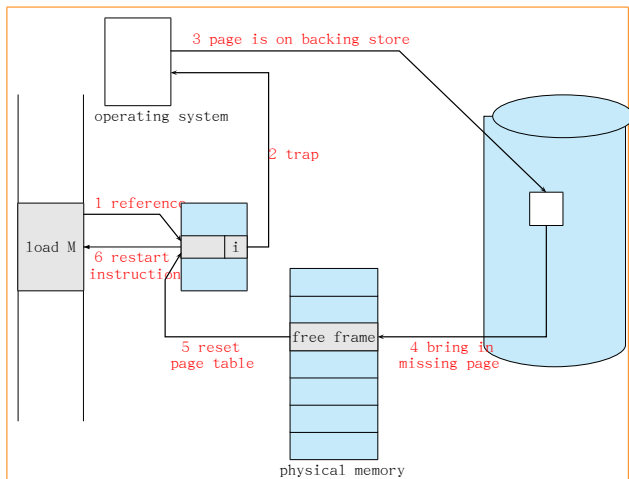 3 page is on backing store
operating system
2 trap
1 reference
load M
i
6 restart
instruction
free frame
5 reset
page table
4 bring in
missing page
physical memory